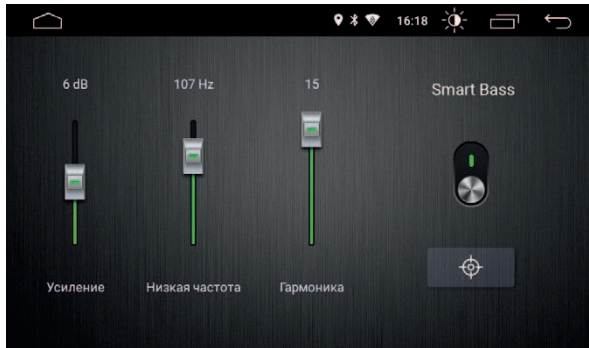 16:18
6 dB
107 Hz
15
Smart Bass
Усиление
Низкая частота
Гармоника